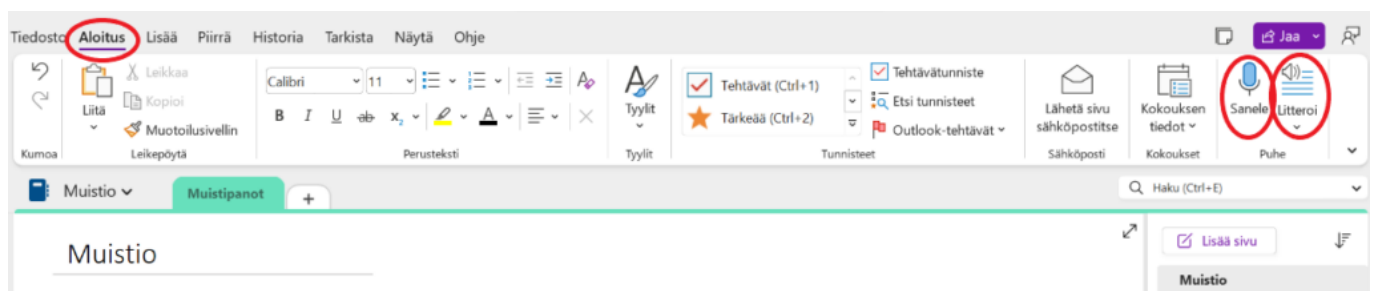 Tiedosto Aloitus Lisää Piirrä Historia Tarkista Näytä Ohje Jaa
Liitä
Leikkaa
Kopioi
Muotoilusivellin
Calibri 11
B I U ab x₂ A
Tyylit
Tehtävät (Ctrl+1)
Tärkeää (Ctrl+2)
Tehtävätunniste
Etsi tunnisteet
Outlook-tehtävät
Lähetä sivu
sähköpostitse
Kokouksen
tiedot
Sanele
Litteroi
Kumoa Leikepöytä Perusteksti Tyylit Tunnisteet Sähköposti Kokoukset Puhe
Muistio Muistipanot + Haku (Ctrl+E)
Muistio
Lisää sivu
Muistio